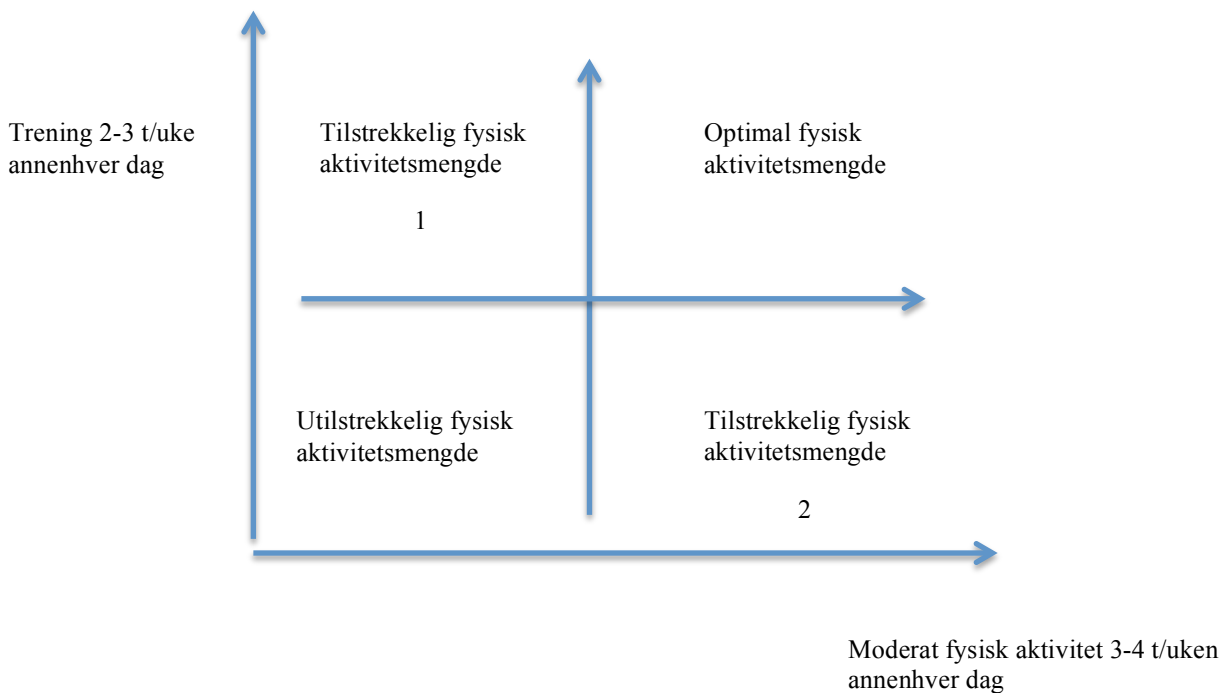 Trening 2-3 t/uke
annenhver dag
Tilstrekkelig fysisk
aktivitetsmengde
1
Optimal fysisk
aktivitetsmengde
Utilstrekkelig fysisk
aktivitetsmengde
Tilstrekkelig fysisk
aktivitetsmengde
2
Moderat fysisk aktivitet 3-4 t/uken
annenhver dag